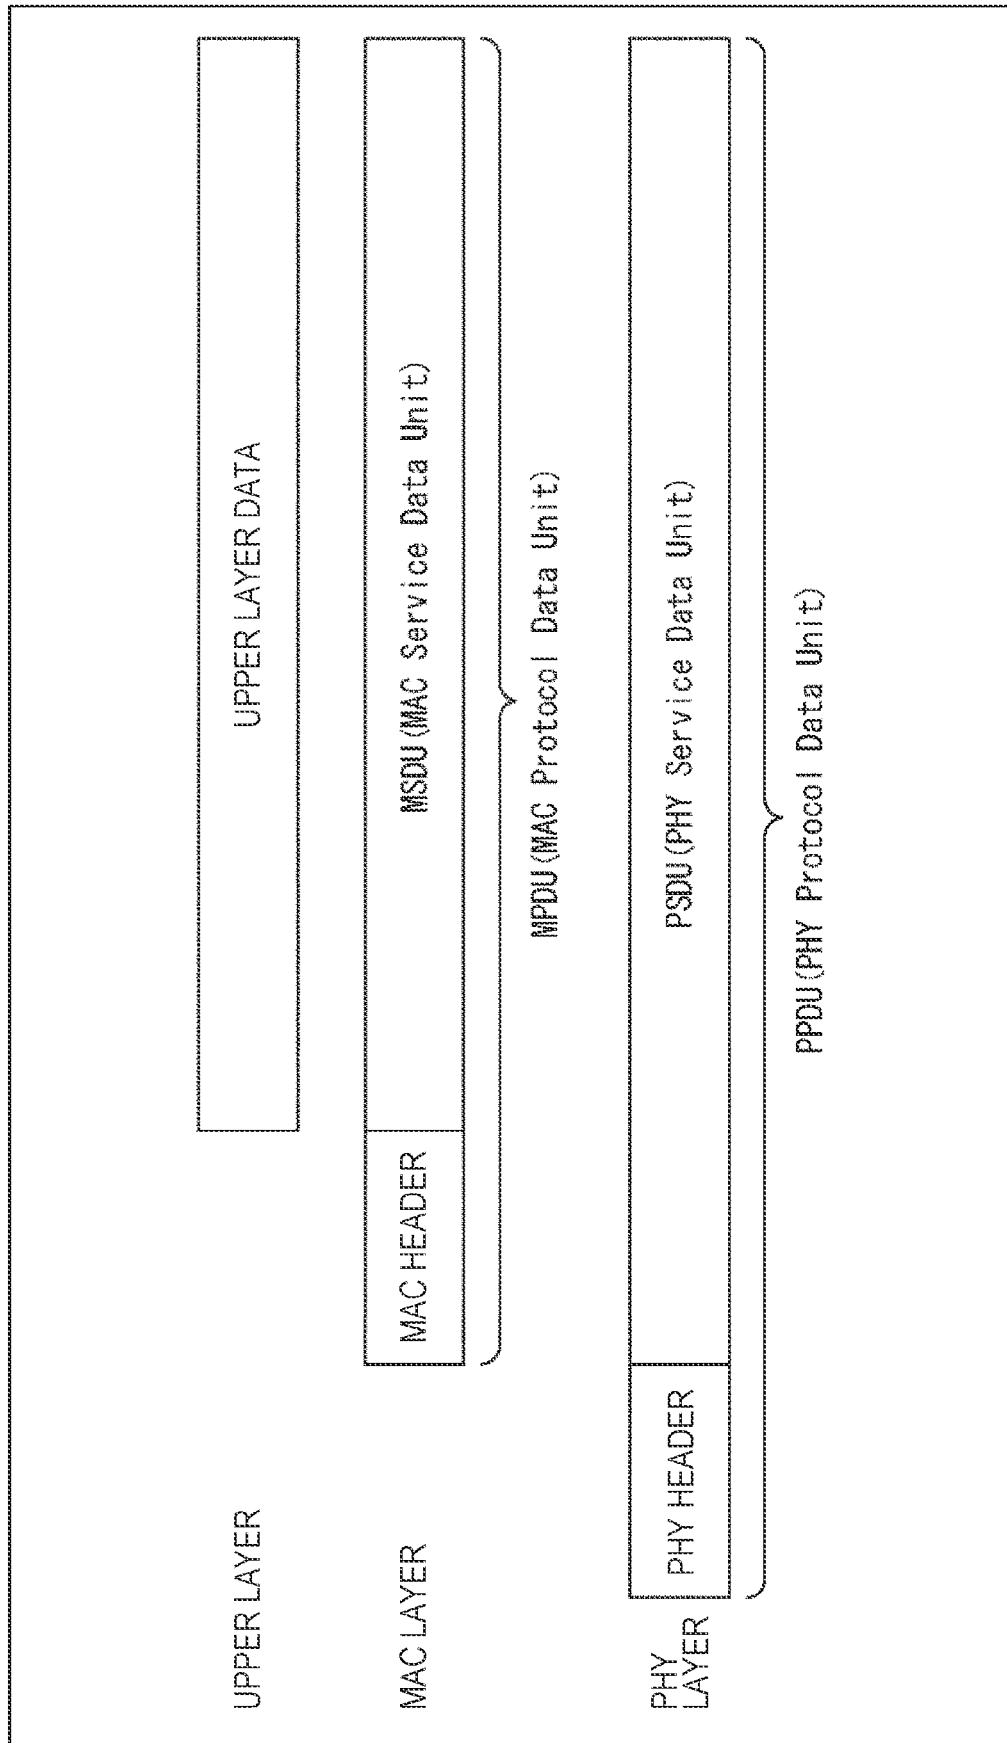 UPPER LAYER
UPPER LAYER DATA
MAC LAYER
MAC HEADER
MSDU(MAC Service Data Unit)
MPDU(MAC Protocol Data Unit)
PHY
LAYER
PHY HEADER
PSDU(PHY Service Data Unit)
PPDU(PHY Protocol Data Unit)